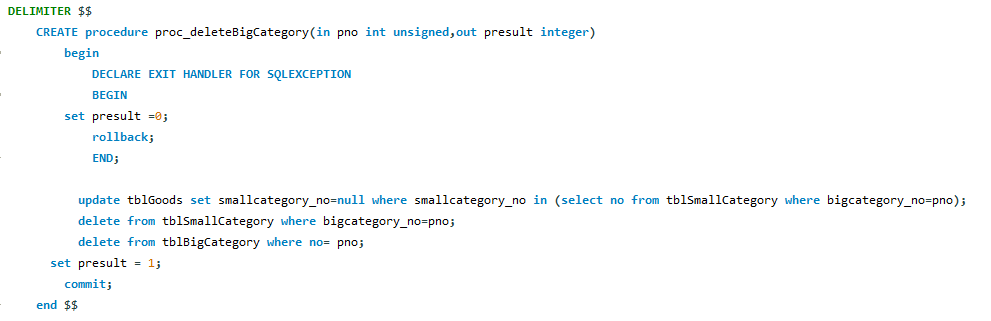 DELIMITER $$
CREATE procedure proc_deleteBigCategory(in pno int unsigned,out presult integer)
begin
DECLARE EXIT HANDLER FOR SQLEXCEPTION
BEGIN
set presult =0;
rollback;
END;
update tblGoods set smallcategory_no=null where smallcategory_no in (select no from tblSmallCategory where bigcategory_no=pno);
delete from tblSmallCategory where bigcategory_no=pno;
delete from tblBigCategory where no= pno;
set presult = 1;
commit;
end $$